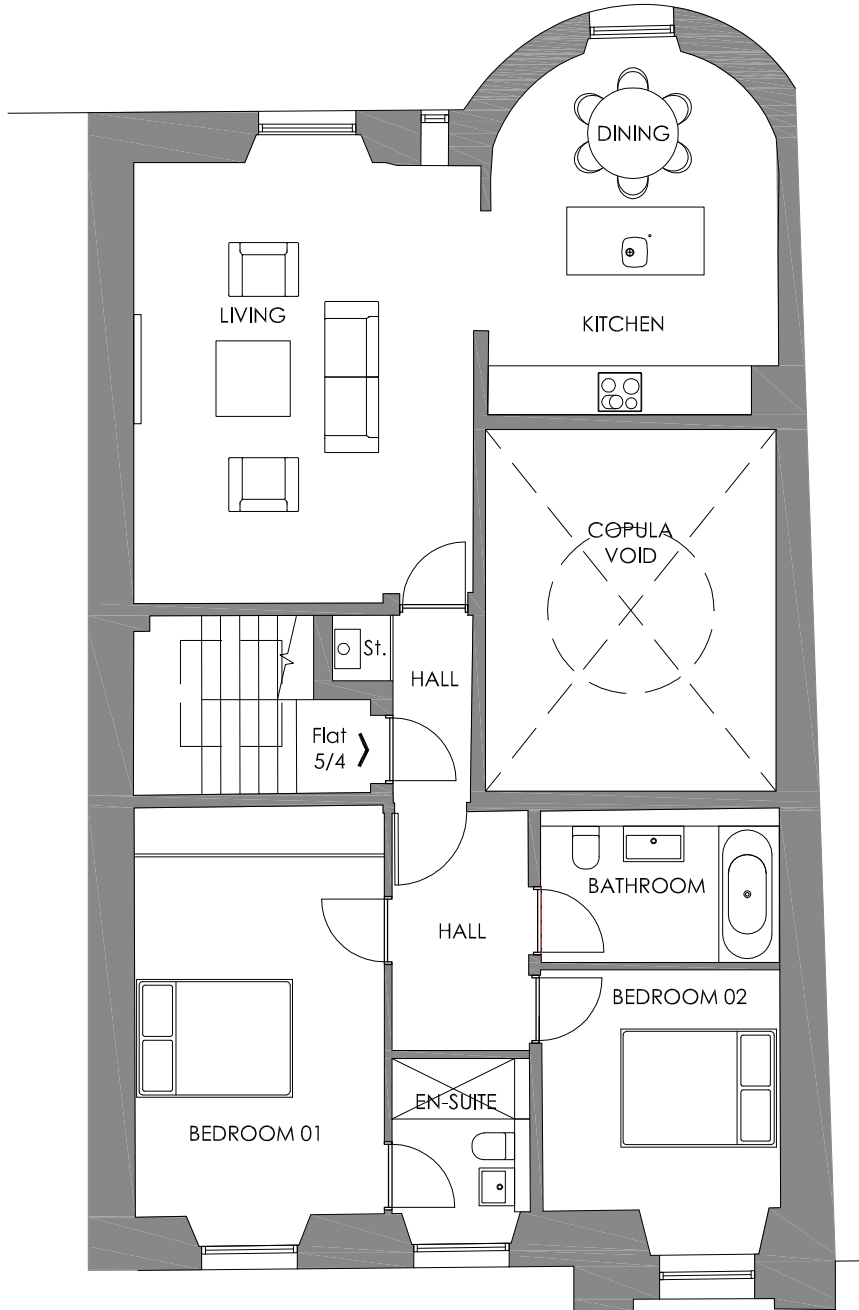 DINING
LIVING
KITCHEN
COPULA
VOID
St.
HALL
Flat
5/4
BATHROOM
HALL
BEDROOM 02
EN-SUITE
BEDROOM 01